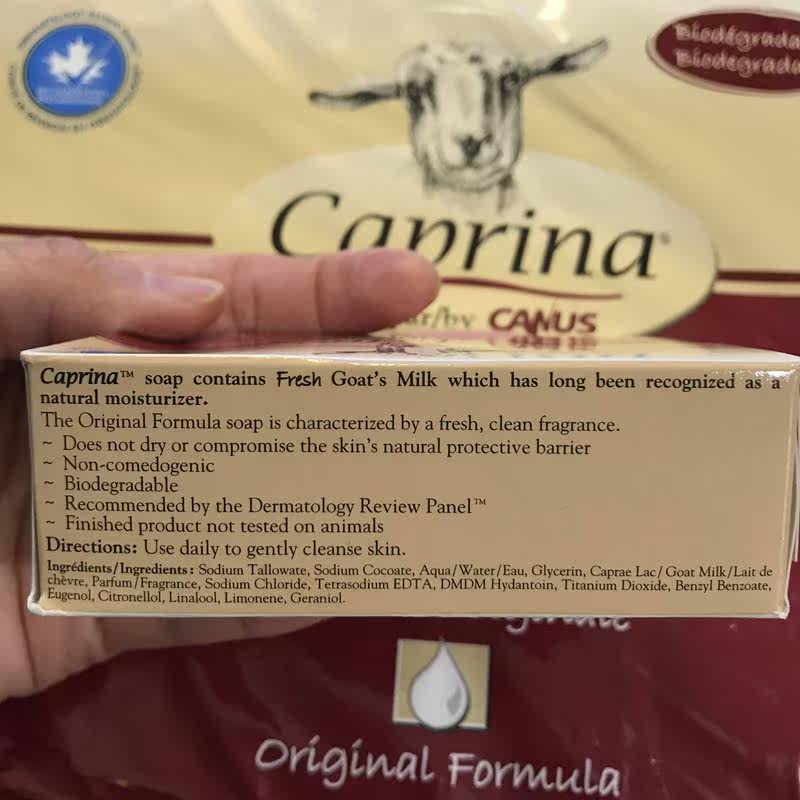 Biodégrada
Biodegrada
Caprina®
par/by CANUS
Caprina™ soap contains Fresh Goat's Milk which has long been recognized as a
natural moisturizer.
The Original Formula soap is characterized by a fresh, clean fragrance.
~ Does not dry or compromise the skin's natural protective barrier
~ Non-comedogenic
~ Biodegradable
~ Recommended by the Dermatology Review Panel™
~ Finished product not tested on animals
Directions: Use daily to gently cleanse skin.
Ingrédients/Ingredients: Sodium Tallowate, Sodium Cocoate, Aqua/Water/Eau, Glycerin, Caprae Lac/ Goat Milk/Lait de
chèvre, Parfum/Fragrance, Sodium Chloride, Tetrasodium EDTA, DMDM Hydantoin, Titanium Dioxide, Benzyl Benzoate,
Eugenol, Citronellol, Linalool, Limonene, Geraniol.
Original Formula